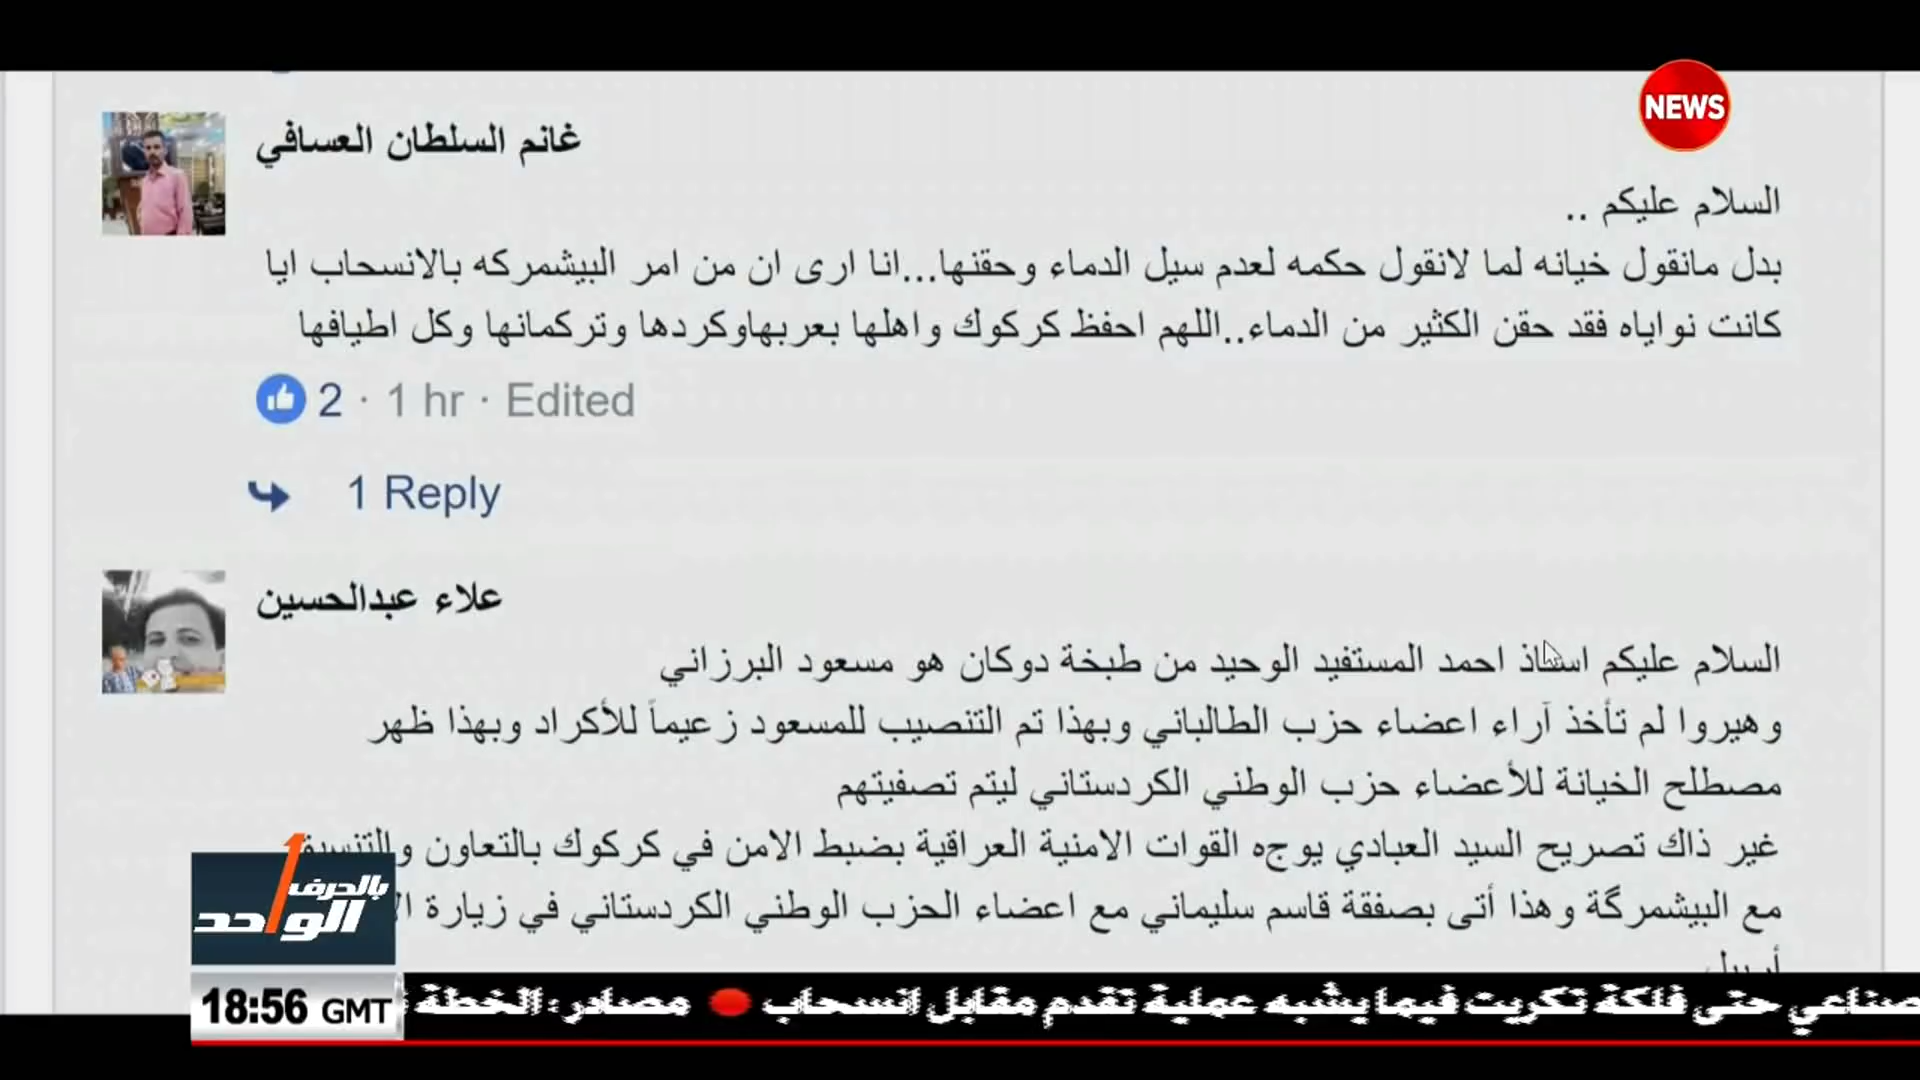 NEWS
غانم السلطان العسافي
السلام عليكم ..
بدل مانقول خيانه لما لانقول حكمه لعدم سيل الدماء وحقنها...انا ارى ان من امر البيشمركه بالانسحاب ايا
كانت نواياه فقد حقن الكثير من الدماء..اللهم احفظ كركوك واهلها بعربهاوكردها وتركمانها وكل اطيافها
2 · 1 hr · Edited
1 Reply
علاء عبدالحسين
السلام عليكم استاذ احمد المستفيد الوحيد من طبخة دوكان هو مسعود البرزاني
وهيروا لم تأخذ آراء اعضاء حزب الطالباني وبهذا تم التنصيب للمسعود زعيماً للأكراد وبهذا ظهر
مصطلح الخيانة للأعضاء حزب الوطني الكردستاني ليتم تصفيتهم
غير ذاك تصريح السيد العبادي يوجه القوات الامنية العراقية بضبط الامن في كركوك بالتعاون والتنسيق
مع البيشمرگة وهذا أتى بصفقة قاسم سليماني مع اعضاء الحزب الوطني الكردستاني في زيارة
أربيل
بالحرف الواحد
18:56 GMT
صناعي حتى فلكة تكريت فيما يشبه عملية تقدم مقابل انسحاب مصادر: الخطة